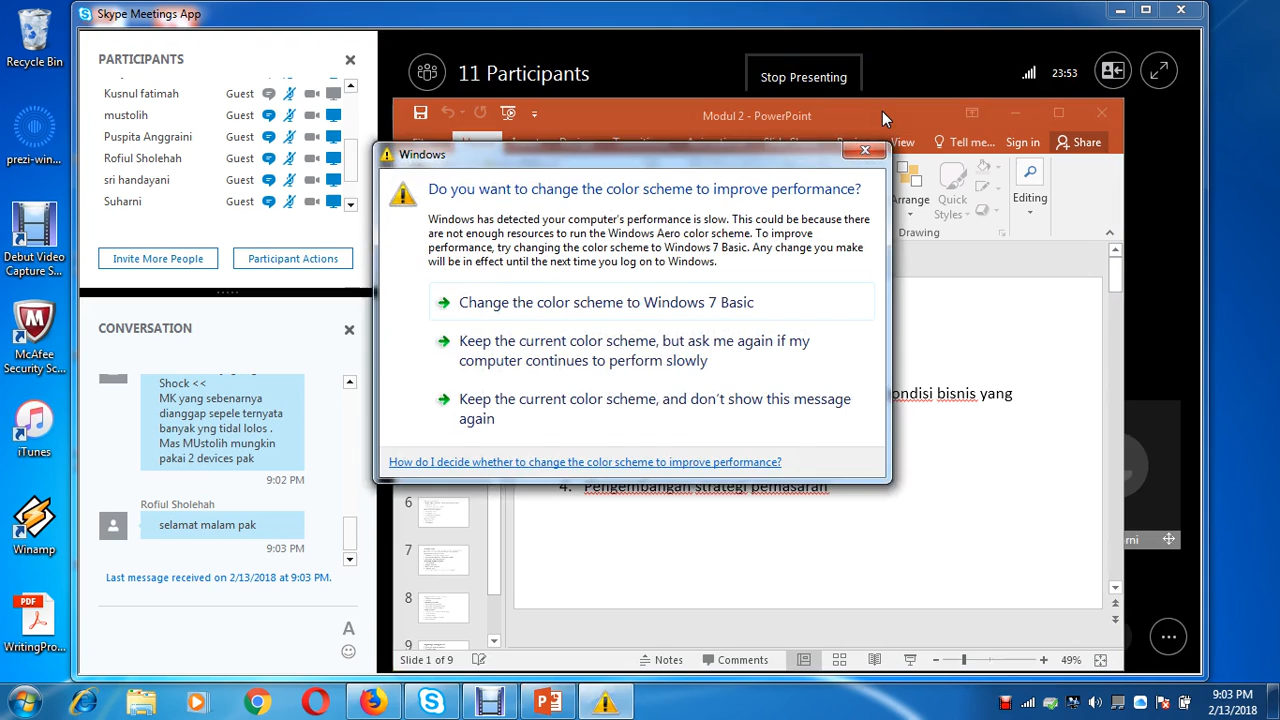 Recycle Bin
prezi-win...
Debut Video
Capture S...
McAfee
Security Sc...
iTunes
Winamp
PDF
WritingPro...
Skype Meetings App
PARTICIPANTS
Kusnul fatimah Guest
mustolih Guest
Puspita Anggraini Guest
Rofiul Sholehah Guest
sri handayani Guest
Suharni Guest
Invite More People
Participant Actions
CONVERSATION
Shock <<
MK yang sebenarnya
dianggap sepele ternyata
banyak yng tidak lolos .
Mas MUstolih mungkin
pakai 2 devices pak
9:02 PM
Rofiul Sholehah
selamat malam pak
9:03 PM
Last message received on 2/13/2018 at 9:03 PM.
A
11 Participants
Stop Presenting
23:53
Modul 2 - PowerPoint
View
Tell me...
Sign in
Share
Arrange
Quick
Styles
Editing
Drawing
Windows
Do you want to change the color scheme to improve performance?
Windows has detected your computer's performance is slow. This could be because there
are not enough resources to run the Windows Aero color scheme. To improve
performance, try changing the color scheme to Windows 7 Basic. Any change you make
will be in effect until the next time you log on to Windows.
Change the color scheme to Windows 7 Basic
Keep the current color scheme, but ask me again if my
computer continues to perform slowly
Keep the current color scheme, and don't show this message
again
How do I decide whether to change the color scheme to improve performance?
ondisi bisnis yang
4. Pengembangan strategi pemasaran
6
7
8
9
rni
Slide 1 of 9
Notes
Comments
49%
9:03 PM
2/13/2018